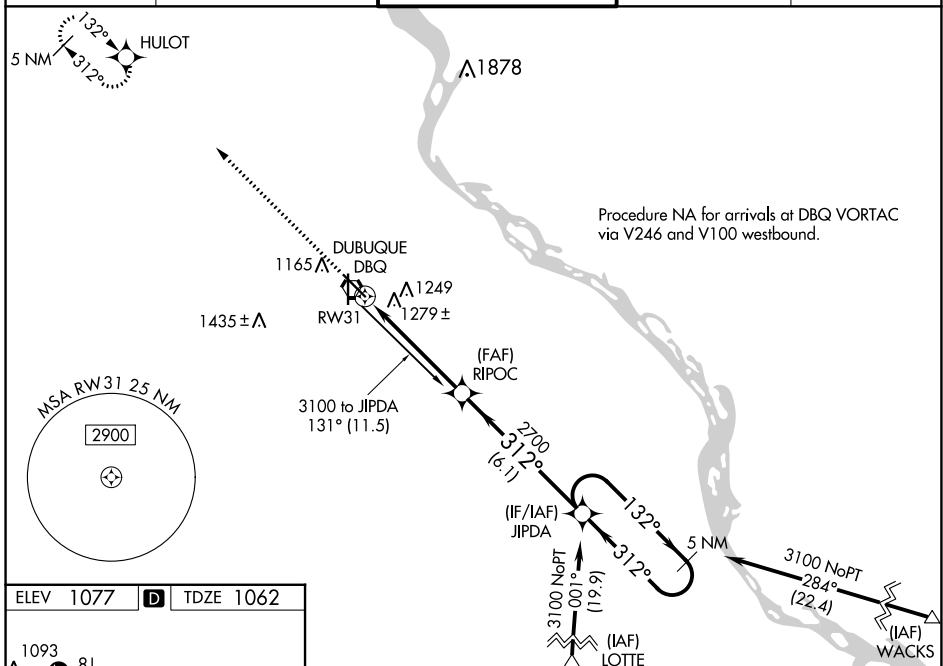 132°
HULOT
5 NM
312°
1878
Procedure NA for arrivals at DBQ VORTAC
via V246 and V100 westbound.
DUBUQUE
DBQ
1165
1249
1279 ±
RW31
1435 ±
(FAF)
RIPOC
MSA RW31 25 NM
2900
3100 to JIPDA
131° (11.5)
2700
312°
(6.1)
(IF/IAF)
JIPDA
132°
312°
5 NM
3100 NoPT
284°
(22.4)
3100 NoPT
001°
(19.9)
(IAF)
LOTTE
(IAF)
WACKS
ELEV 1077 D TDZE 1062
1093